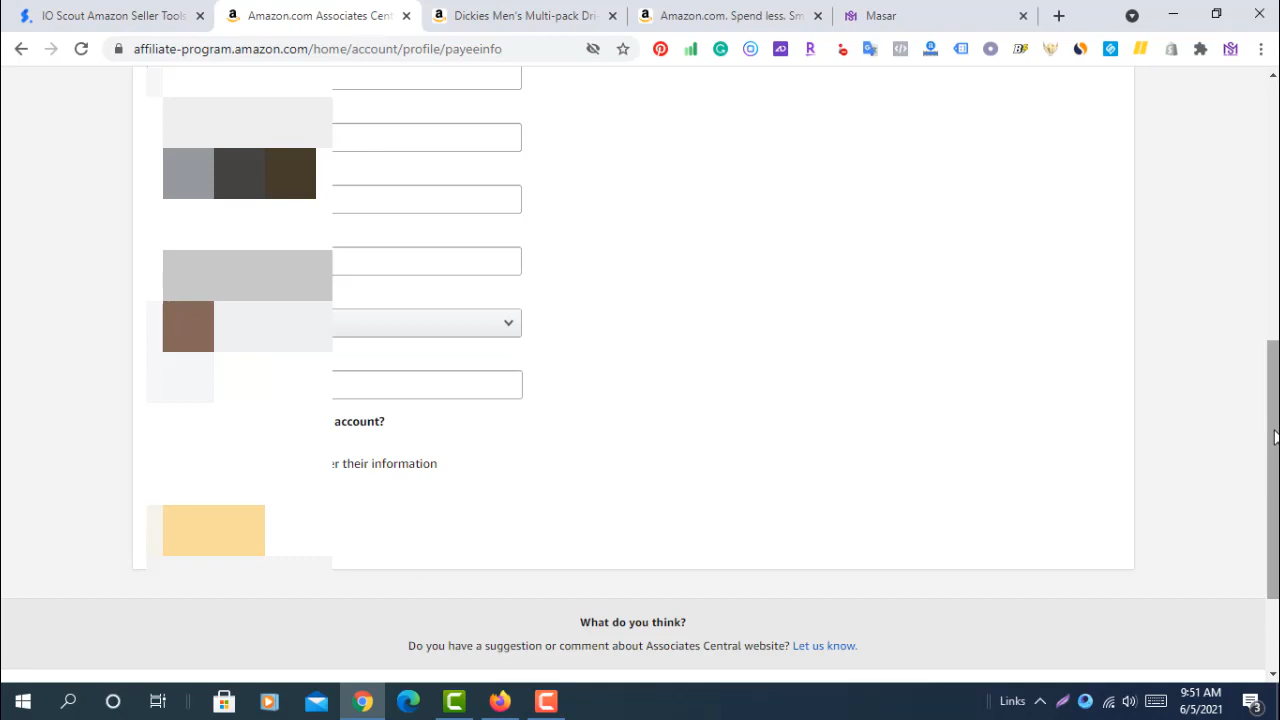 IO Scout Amazon Seller Tools
Amazon.com Associates Cent
Dickies Men's Multi-pack Dri-
Amazon.com. Spend less. Sm
Masar
affiliate-program.amazon.com/home/account/profile/payeeinfo
account?
er their information
What do you think?
Do you have a suggestion or comment about Associates Central website? Let us know.
Links
9:51 AM
6/5/2021
3